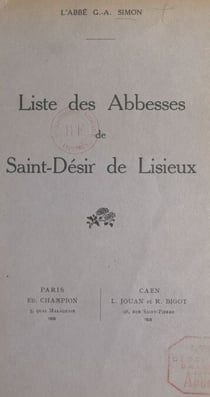 L'ABBÉ G.-A. SIMON
Liste des Abbesses
de
Saint-Désir de Lisieux
PARIS
ED. CHAMPION
5, QUAI MALAQUAIS
CAEN
L. JOUAN et R. BIGOT
98, RUE SAINT-PIERRE